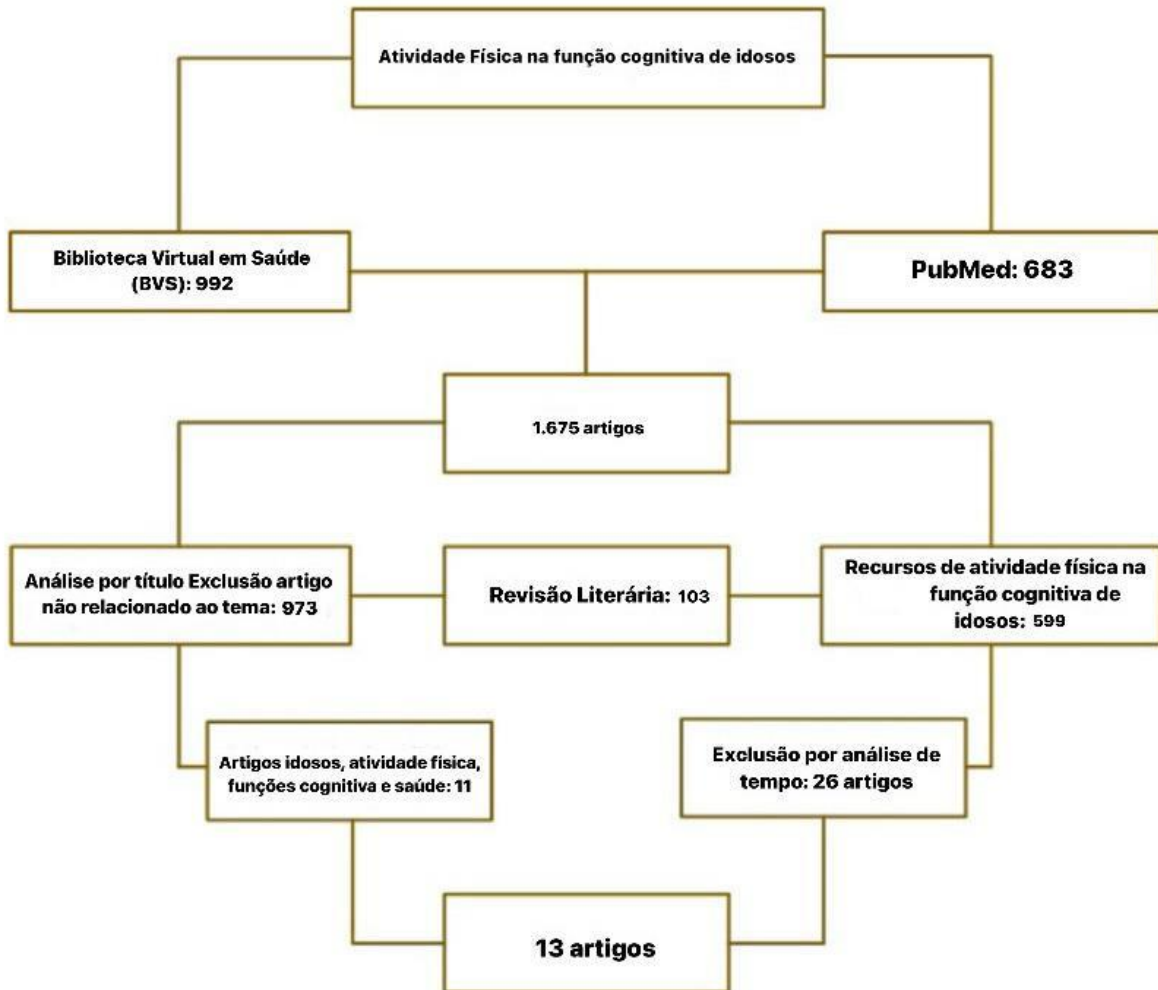 Atividade Física na função cognitiva de idosos
Biblioteca Virtual em Saúde
(BVS): 992
PubMed: 683
1.675 artigos
Análise por título Exclusão artigo
não relacionado ao tema: 973
Revisão Literária: 103
Recursos de atividade física na
função cognitiva de
idosos: 599
Artigos idosos, atividade física,
funções cognitiva e saúde: 11
Exclusão por análise de
tempo: 26 artigos
13 artigos